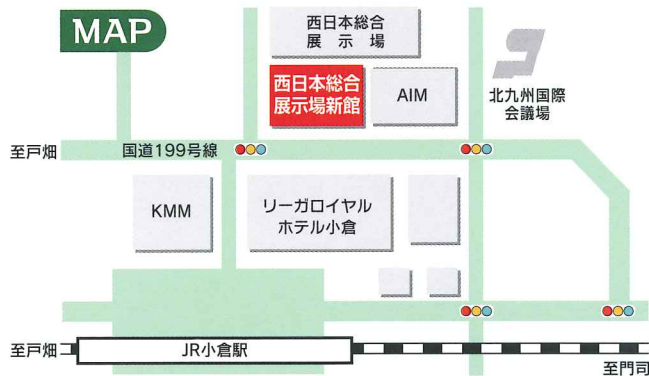 MAP
西日本総合
展示場
西日本総合
展示場新館
AIM
北九州国際
会議場
至戸畑
国道199号線
KMM
リーガロイヤル
ホテル小倉
至戸畑
JR小倉駅
至門司